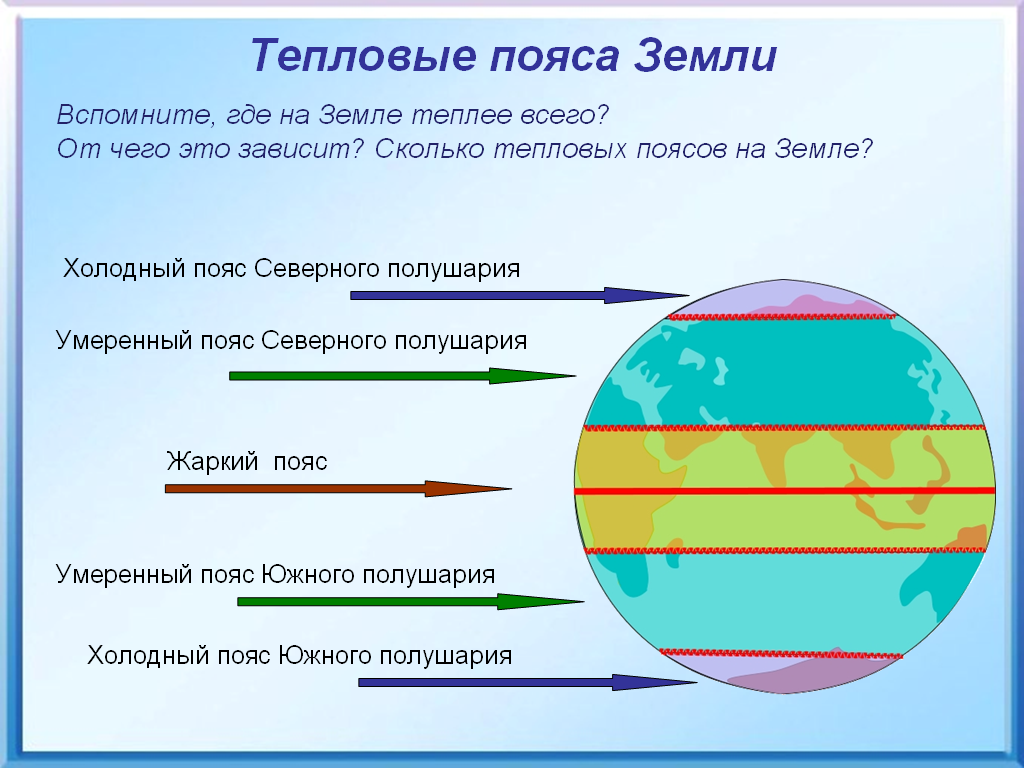 Тепловые пояса Земли
Вспомните, где на Земле теплее всего?
От чего это зависит? Сколько тепловых поясов на Земле?
Холодный пояс Северного полушария
Умеренный пояс Северного полушария
Жаркий пояс
Умеренный пояс Южного полушария
Холодный пояс Южного полушария